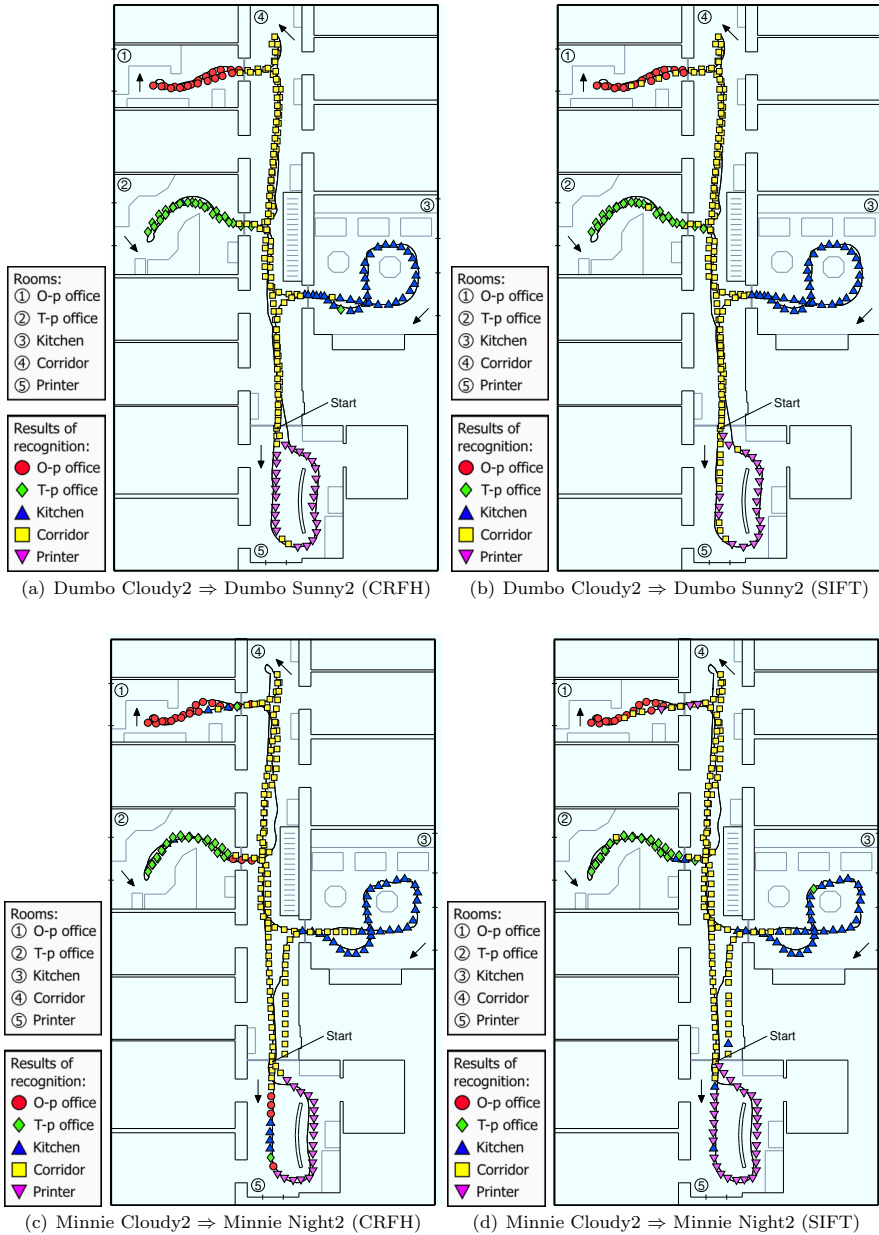 ④
①
②
③
Rooms:
① O-p office
② T-p office
③ Kitchen
④ Corridor
⑤ Printer
Start
Results of
recognition:
O-p office
T-p office
Kitchen
Corridor
Printer
⑤
(a) Dumbo Cloudy2 ⇒ Dumbo Sunny2 (CRFH)
④
①
②
③
Rooms:
① O-p office
② T-p office
③ Kitchen
④ Corridor
⑤ Printer
Start
Results of
recognition:
O-p office
T-p office
Kitchen
Corridor
Printer
⑤
(b) Dumbo Cloudy2 ⇒ Dumbo Sunny2 (SIFT)
④
①
②
③
Rooms:
① O-p office
② T-p office
③ Kitchen
④ Corridor
⑤ Printer
Start
Results of
recognition:
O-p office
T-p office
Kitchen
Corridor
Printer
⑤
(c) Minnie Cloudy2 ⇒ Minnie Night2 (CRFH)
④
①
②
③
Rooms:
① O-p office
② T-p office
③ Kitchen
④ Corridor
⑤ Printer
Start
Results of
recognition:
O-p office
T-p office
Kitchen
Corridor
Printer
⑤
(d) Minnie Cloudy2 ⇒ Minnie Night2 (SIFT)